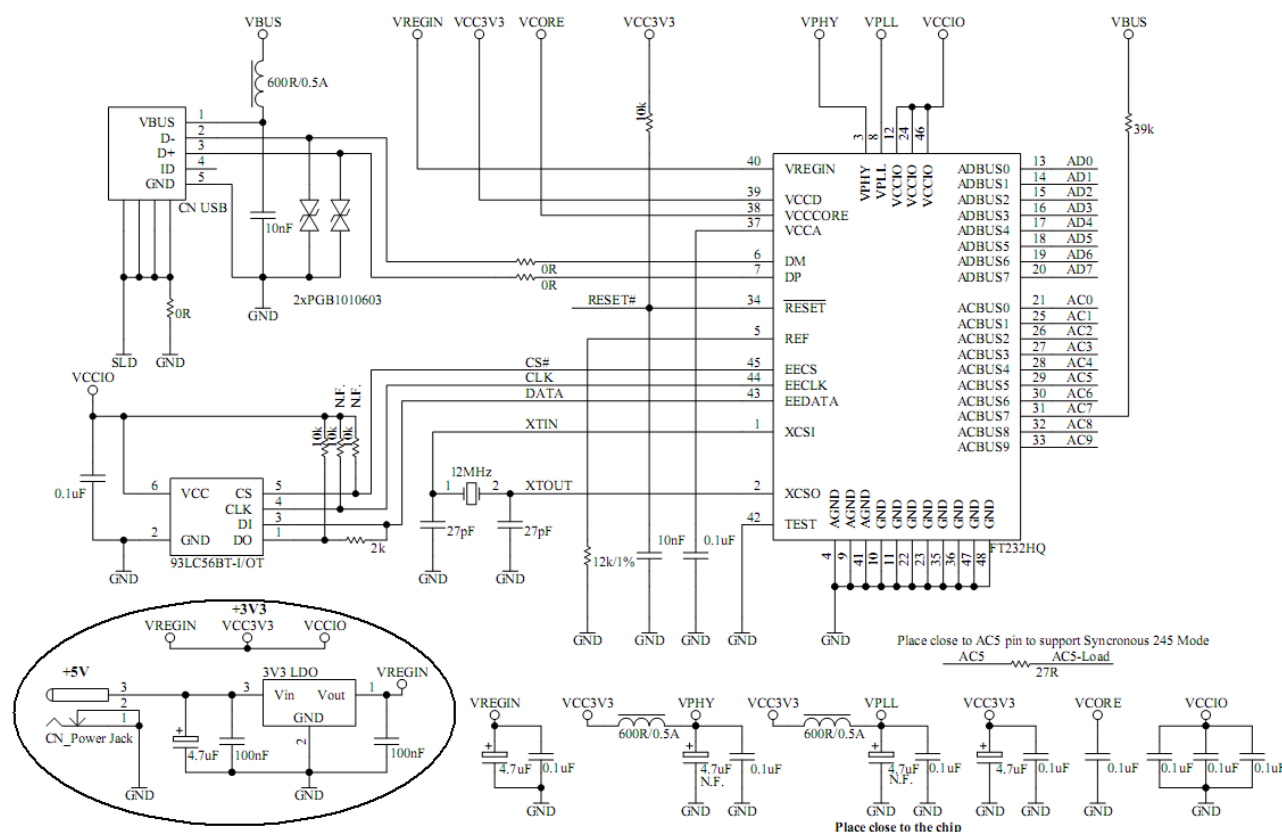 VBUS VREGIN VCC3V3 VCORE VCC3V3 VPHY VPLL VCCIO VBUS
600R/0.5A
10k
39k
VBUS 1
D- 2
D+ 3
ID 4
GND 5
CN USB
10nF
2xPGB1010603
0R
SLD GND GND
0R
0R
RESET#
CS#
CLK
DATA
XTIN
XTOUT
3 8 12 24 46
VPHY VPLL VCCIO VCCIO VCCIO
40 VREGIN
39 VCCD
38 VCCCORE
37 VCCA
6 DM
7 DP
34 RESET
5 REF
45 EECS
44 EECLK
43 EEDATA
1 XCSI
2 XCSO
42 TEST
ADBUS0 13 AD0
ADBUS1 14 AD1
ADBUS2 15 AD2
ADBUS3 16 AD3
ADBUS4 17 AD4
ADBUS5 18 AD5
ADBUS6 19 AD6
ADBUS7 20 AD7
ACBUS0 21 AC0
ACBUS1 25 AC1
ACBUS2 26 AC2
ACBUS3 27 AC3
ACBUS4 28 AC4
ACBUS5 29 AC5
ACBUS6 30 AC6
ACBUS7 31 AC7
ACBUS8 32 AC8
ACBUS9 33 AC9
AGND AGND AGND GND GND GND GND GND GND GND GND
4 9 41 10 11 22 23 35 36 47 48
FT232HQ
VCCIO
0.1uF
10k 10k 10k
N.F. N.F.
6 VCC CS 5
CLK 4
DI 3
2 GND DO 1
93LC56BT-I/OT
2k
GND
12MHz
1 2
27pF 27pF
GND GND
12k/1% 10nF 0.1uF
GND GND GND GND GND
+3V3
VREGIN VCC3V3 VCCIO
+5V
3V3 LDO
VREGIN
3
2
1
3 Vin Vout 1
GND
2
CN_Power Jack
4.7uF 100nF 100nF
GND GND
Place close to AC5 pin to support Syncronous 245 Mode
AC5 AC5-Load
27R
VREGIN VCC3V3 VPHY VCC3V3 VPLL VCC3V3 VCORE VCCIO
600R/0.5A 600R/0.5A
+ + + +
4.7uF 0.1uF 4.7uF N.F. 0.1uF 4.7uF N.F. 0.1uF 4.7uF 0.1uF 0.1uF 0.1uF 0.1uF 0.1uF
GND GND GND GND GND GND GND GND GND
Place close to the chip